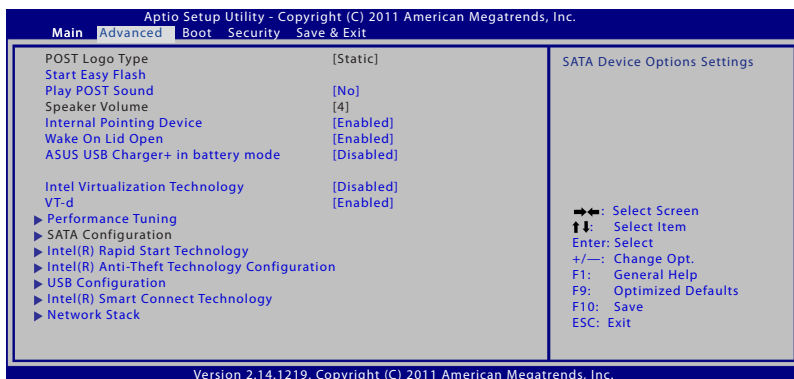 Aptio Setup Utility - Copyright (C) 2011 American Megatrends, Inc.
Main Advanced Boot Security Save & Exit
POST Logo Type [Static]
Start Easy Flash
Play POST Sound [No]
Speaker Volume [4]
Internal Pointing Device [Enabled]
Wake On Lid Open [Enabled]
ASUS USB Charger+ in battery mode [Disabled]
Intel Virtualization Technology [Disabled]
VT-d [Enabled]
Performance Tuning
SATA Configuration
Intel(R) Rapid Start Technology
Intel(R) Anti-Theft Technology Configuration
USB Configuration
Intel(R) Smart Connect Technology
Network Stack
SATA Device Options Settings
→←: Select Screen
↑↓: Select Item
Enter: Select
+/—: Change Opt.
F1: General Help
F9: Optimized Defaults
F10: Save
ESC: Exit
Version 2.14.1219. Copyright (C) 2011 American Megatrends, Inc.